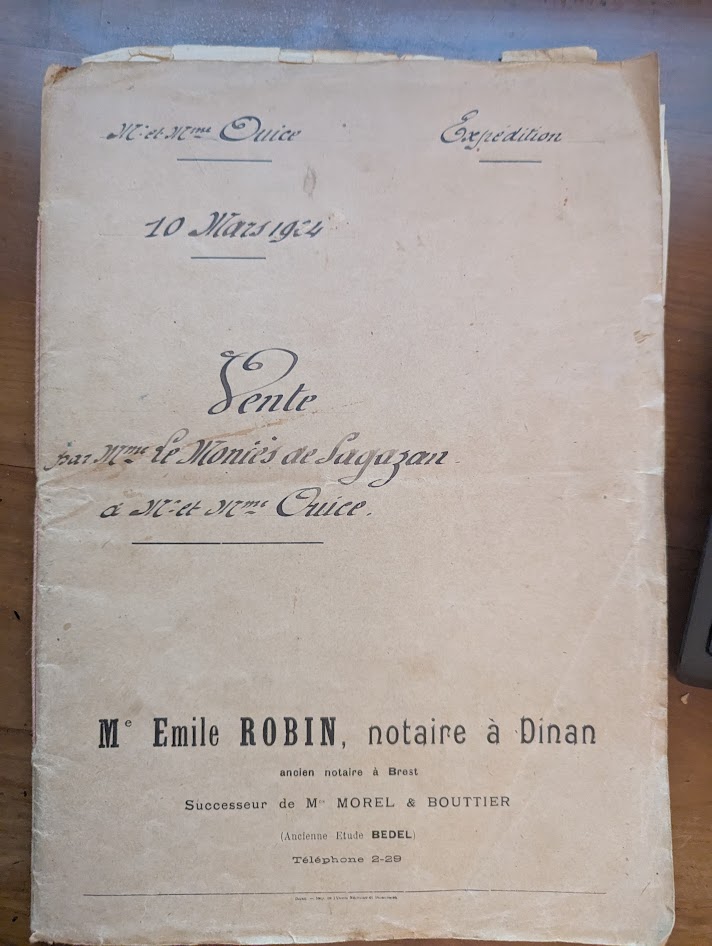 Mr et Mme Ouice
Expédition
10 Mars 1924
Vente
par Mme Le Moniès de Sagazan
à Mr et Mme Ouice.
Me Emile ROBIN, notaire à Dinan
ancien notaire à Brest
Successeur de Mes MOREL & BOUTTIER
(Ancienne Etude BEDEL)
Téléphone 2-29